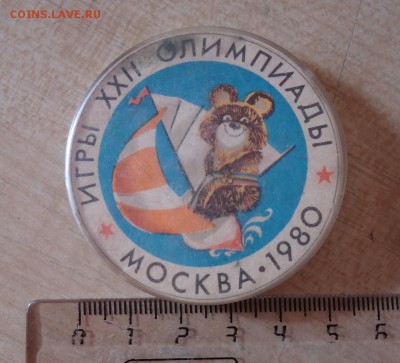 COINS.LAVE.RU
ИГРЫ XXII ОЛИМПИАДЫ
МОСКВА • 1980
0 1 2 3 4 5 6